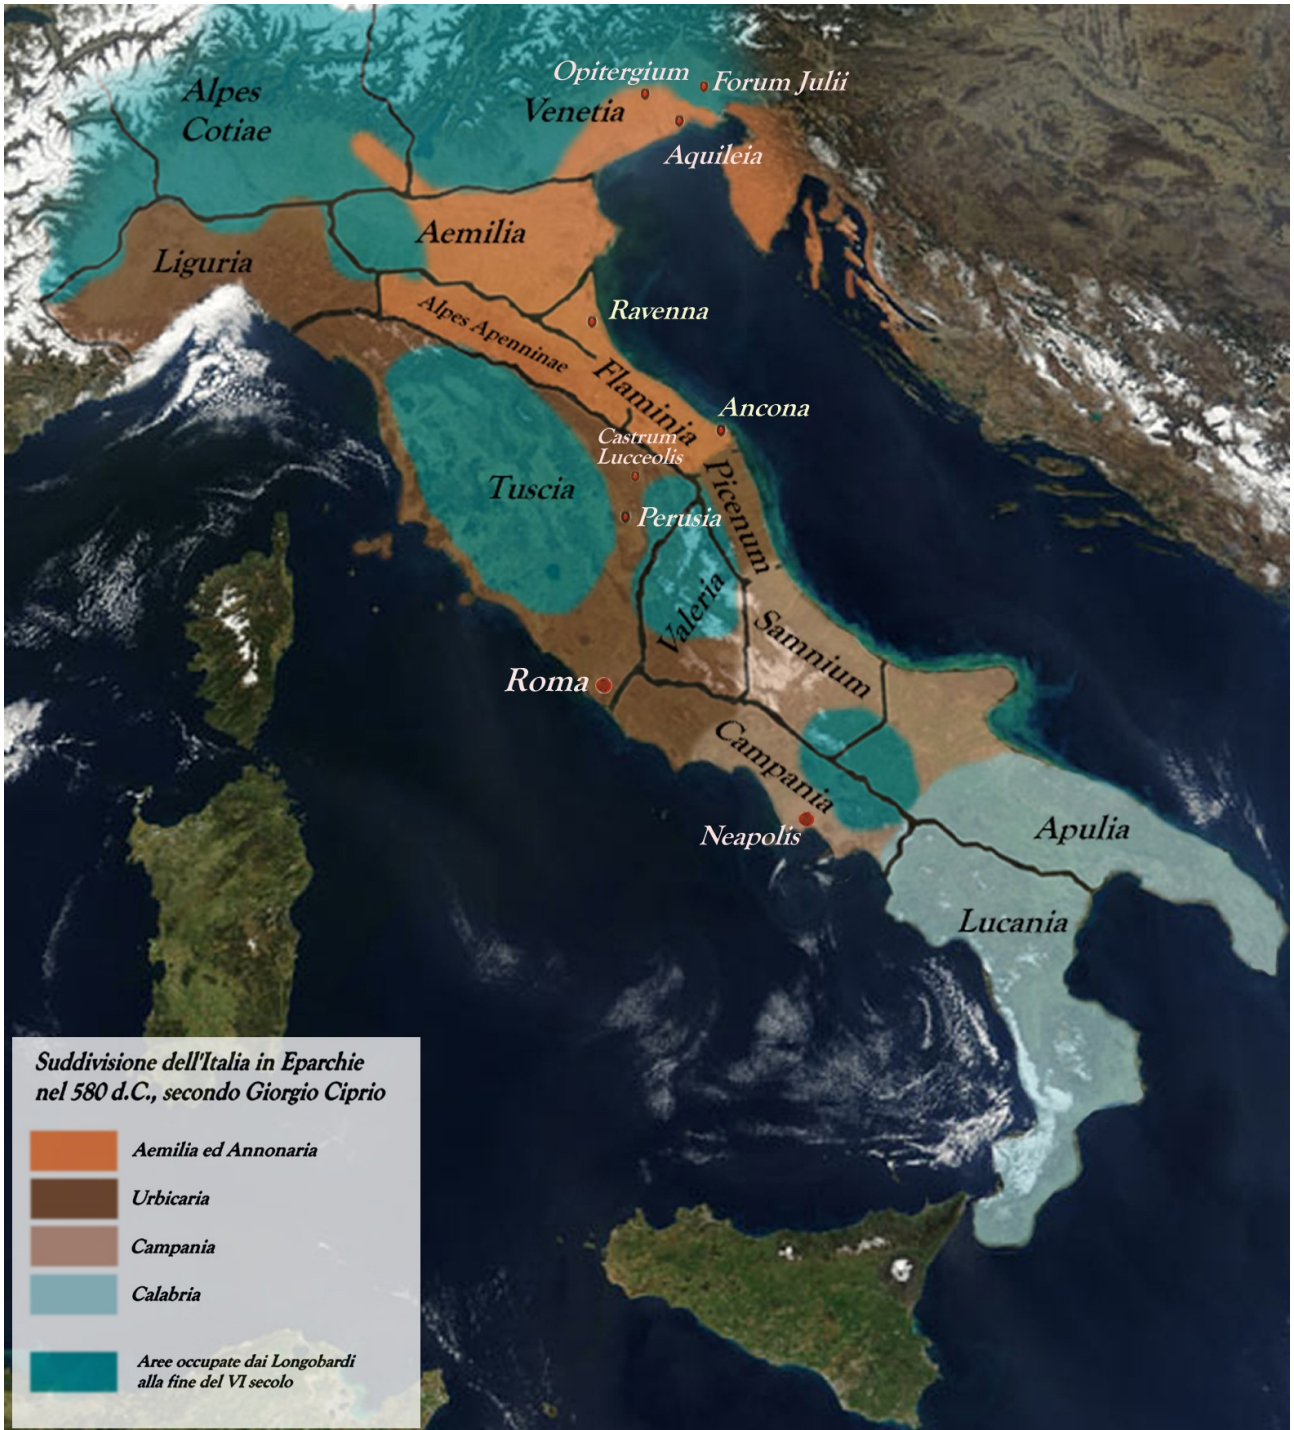 Opitergium
Forum Julii
Alpes
Cotiae
Venetia
Aquileia
Aemilia
Liguria
Alpes Apenninae
Ravenna
Flaminia
Ancona
Castrum
Lucceolis
Picenum
Tuscia
Perusia
Valeria
Samnium
Roma
Campania
Neapolis
Apulia
Lucania
Suddivisione dell'Italia in Eparchie
nel 580 d.C., secondo Giorgio Ciprio
Aemilia ed Annonaria
Urbicaria
Campania
Calabria
Aree occupate dai Longobardi
alla fine del VI secolo